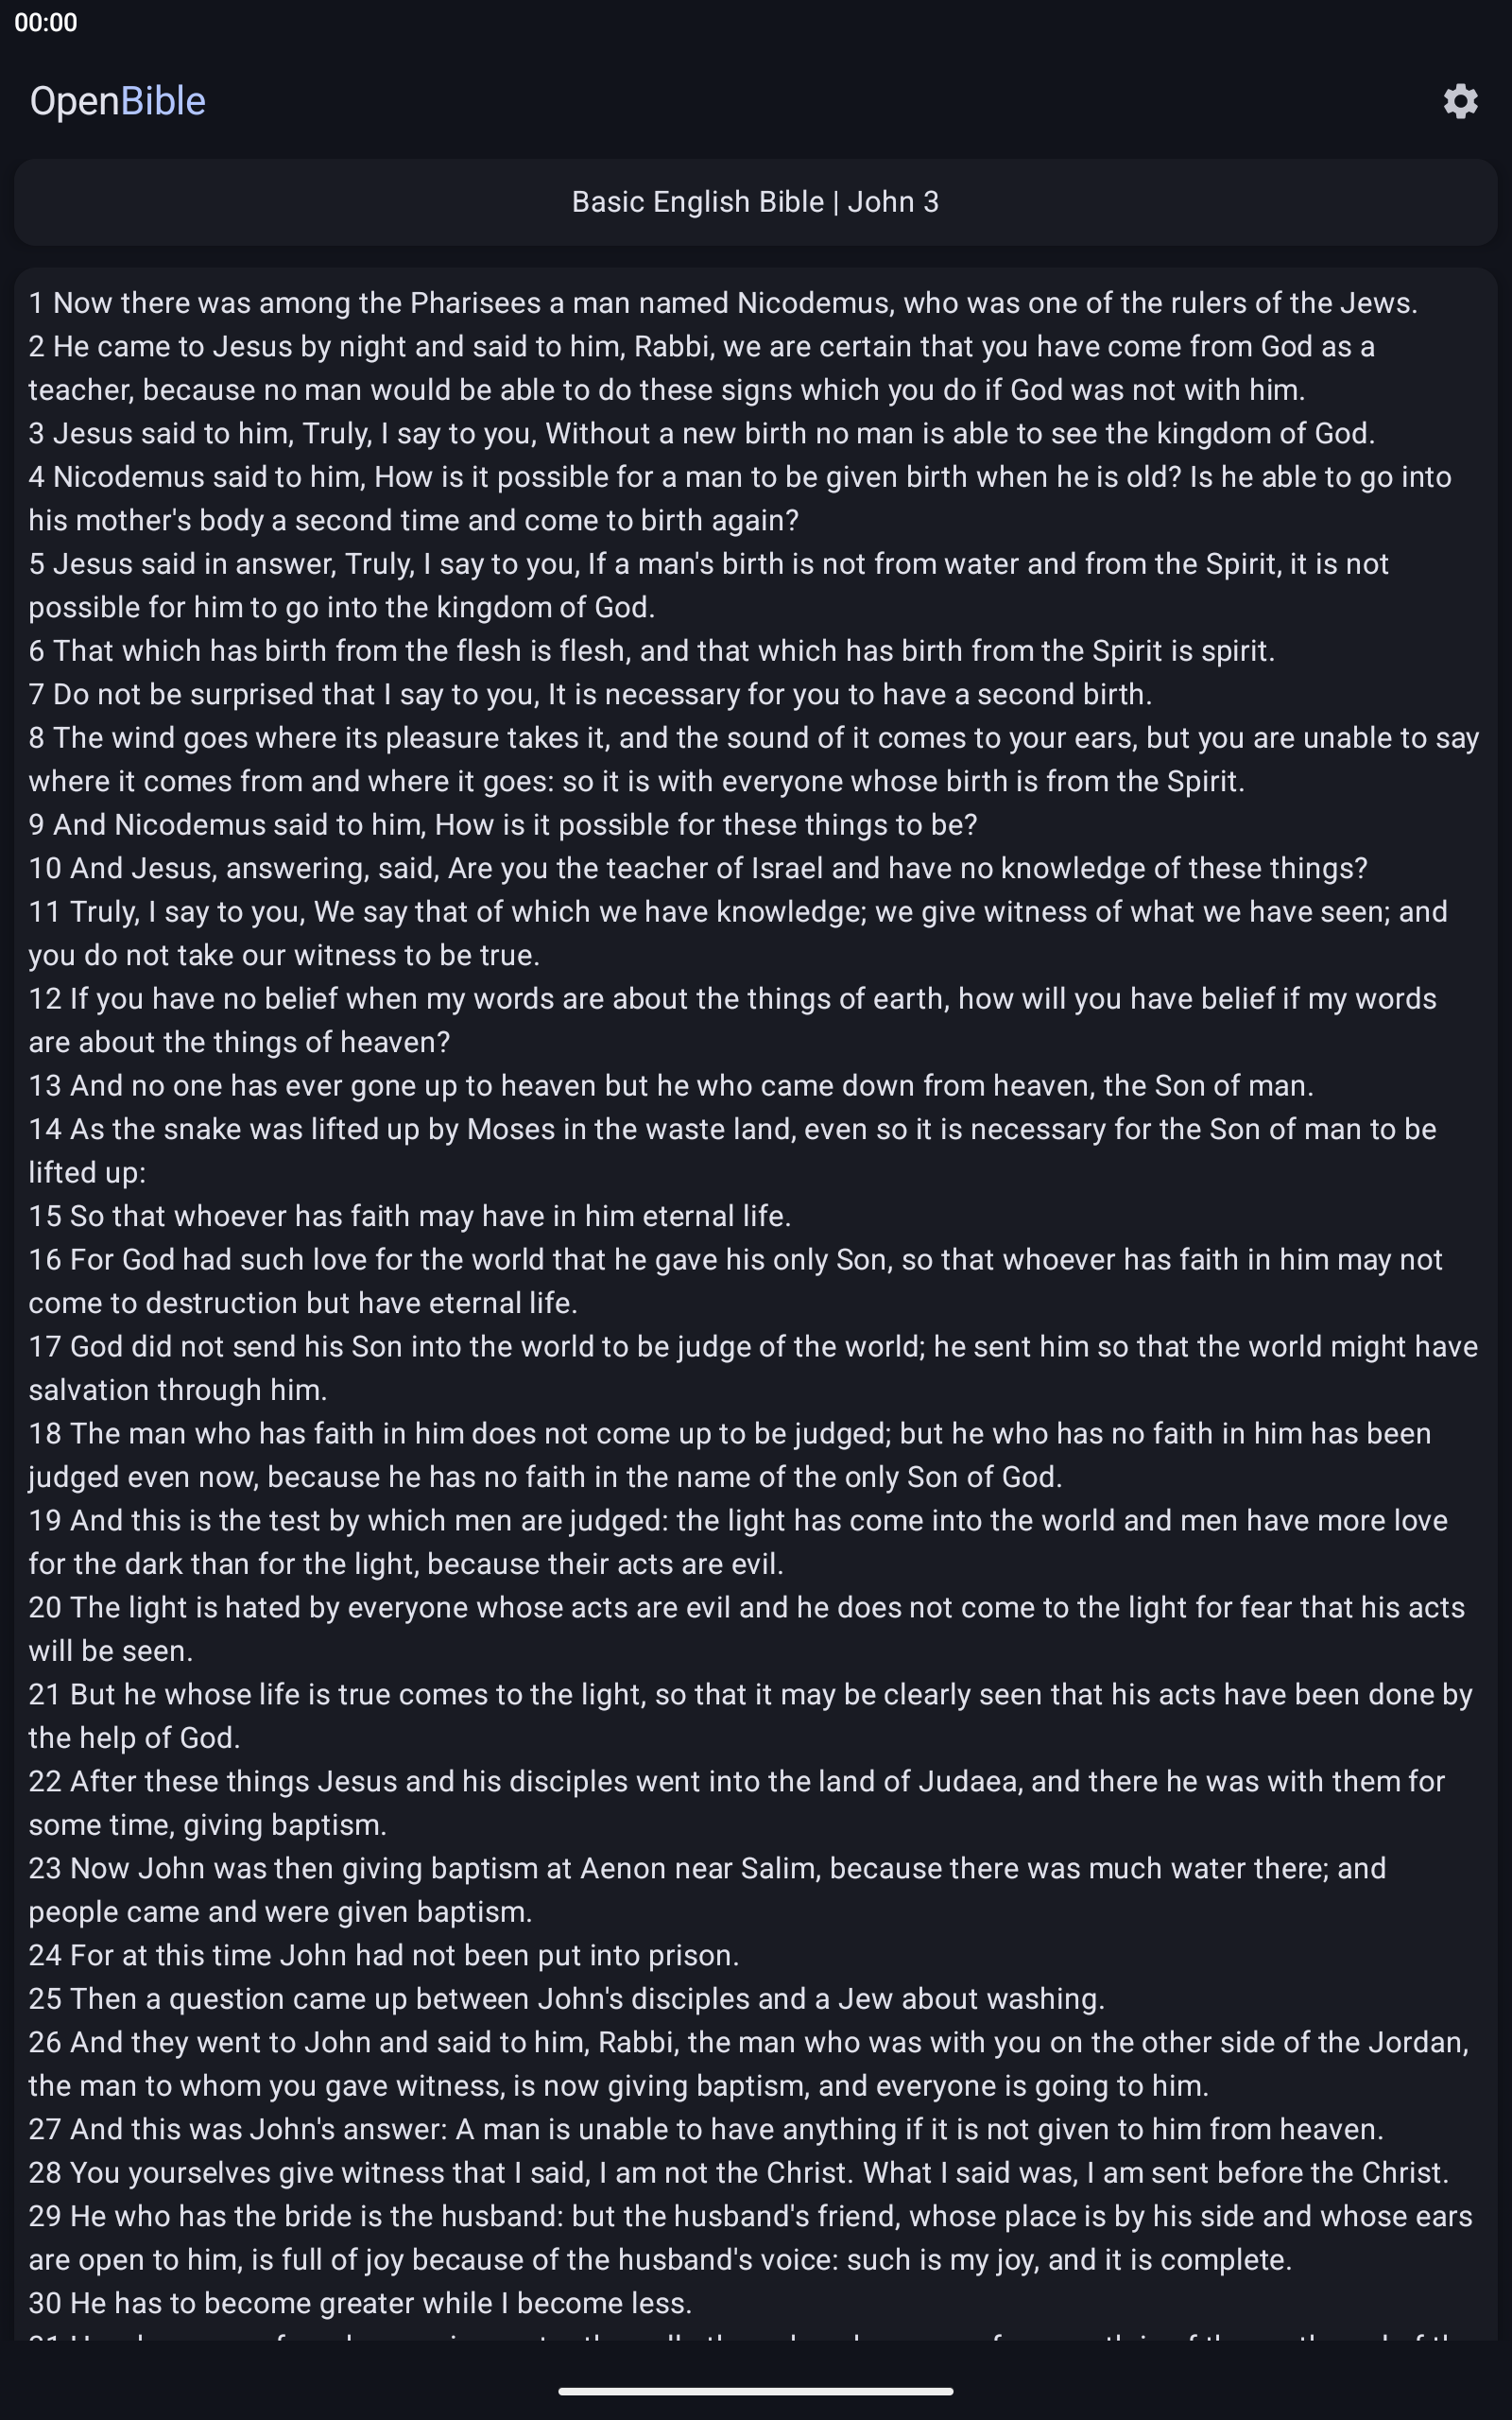 00:00
OpenBible
Basic English Bible | John 3
1 Now there was among the Pharisees a man named Nicodemus, who was one of the rulers of the Jews.
2 He came to Jesus by night and said to him, Rabbi, we are certain that you have come from God as a
teacher, because no man would be able to do these signs which you do if God was not with him.
3 Jesus said to him, Truly, I say to you, Without a new birth no man is able to see the kingdom of God.
4 Nicodemus said to him, How is it possible for a man to be given birth when he is old? Is he able to go into
his mother's body a second time and come to birth again?
5 Jesus said in answer, Truly, I say to you, If a man's birth is not from water and from the Spirit, it is not
possible for him to go into the kingdom of God.
6 That which has birth from the flesh is flesh, and that which has birth from the Spirit is spirit.
7 Do not be surprised that I say to you, It is necessary for you to have a second birth.
8 The wind goes where its pleasure takes it, and the sound of it comes to your ears, but you are unable to say
where it comes from and where it goes: so it is with everyone whose birth is from the Spirit.
9 And Nicodemus said to him, How is it possible for these things to be?
10 And Jesus, answering, said, Are you the teacher of Israel and have no knowledge of these things?
11 Truly, I say to you, We say that of which we have knowledge; we give witness of what we have seen; and
you do not take our witness to be true.
12 If you have no belief when my words are about the things of earth, how will you have belief if my words
are about the things of heaven?
13 And no one has ever gone up to heaven but he who came down from heaven, the Son of man.
14 As the snake was lifted up by Moses in the waste land, even so it is necessary for the Son of man to be
lifted up:
15 So that whoever has faith may have in him eternal life.
16 For God had such love for the world that he gave his only Son, so that whoever has faith in him may not
come to destruction but have eternal life.
17 God did not send his Son into the world to be judge of the world; he sent him so that the world might have
salvation through him.
18 The man who has faith in him does not come up to be judged; but he who has no faith in him has been
judged even now, because he has no faith in the name of the only Son of God.
19 And this is the test by which men are judged: the light has come into the world and men have more love
for the dark than for the light, because their acts are evil.
20 The light is hated by everyone whose acts are evil and he does not come to the light for fear that his acts
will be seen.
21 But he whose life is true comes to the light, so that it may be clearly seen that his acts have been done by
the help of God.
22 After these things Jesus and his disciples went into the land of Judaea, and there he was with them for
some time, giving baptism.
23 Now John was then giving baptism at Aenon near Salim, because there was much water there; and
people came and were given baptism.
24 For at this time John had not been put into prison.
25 Then a question came up between John's disciples and a Jew about washing.
26 And they went to John and said to him, Rabbi, the man who was with you on the other side of the Jordan,
the man to whom you gave witness, is now giving baptism, and everyone is going to him.
27 And this was John's answer: A man is unable to have anything if it is not given to him from heaven.
28 You yourselves give witness that I said, I am not the Christ. What I said was, I am sent before the Christ.
29 He who has the bride is the husband: but the husband's friend, whose place is by his side and whose ears
are open to him, is full of joy because of the husband's voice: such is my joy, and it is complete.
30 He has to become greater while I become less.